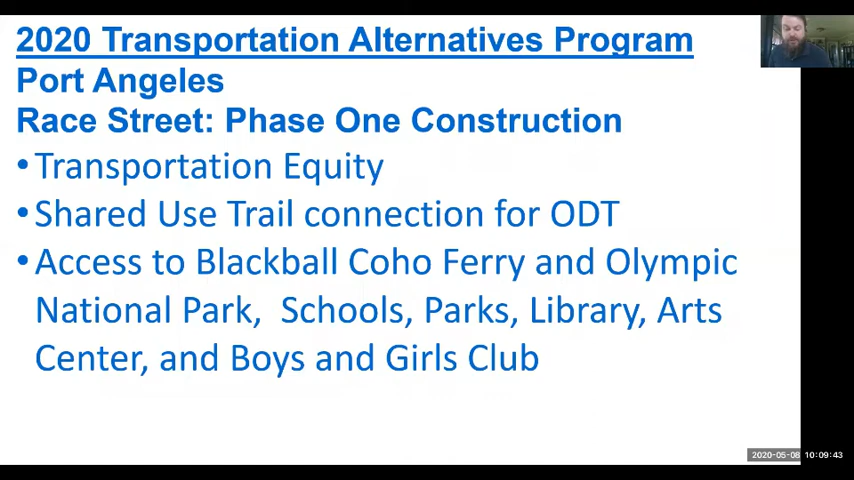 2020 Transportation Alternatives Program
Port Angeles
Race Street: Phase One Construction
•Transportation Equity
•Shared Use Trail connection for ODT
•Access to Blackball Coho Ferry and Olympic
National Park,  Schools, Parks, Library, Arts
Center, and Boys and Girls Club
2020-05-08 10:09:43